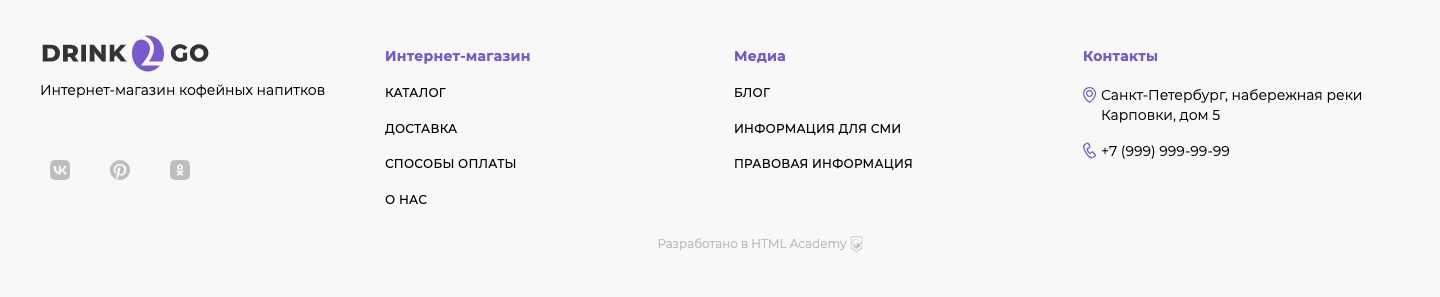 DRINK 2 GO
Интернет-магазин кофейных напитков
Интернет-магазин
КАТАЛОГ
ДОСТАВКА
СПОСОБЫ ОПЛАТЫ
О НАС
Медиа
БЛОГ
ИНФОРМАЦИЯ ДЛЯ СМИ
ПРАВОВАЯ ИНФОРМАЦИЯ
Контакты
Санкт-Петербург, набережная реки
Карповки, дом 5
+7 (999) 999-99-99
Разработано в HTML Academy